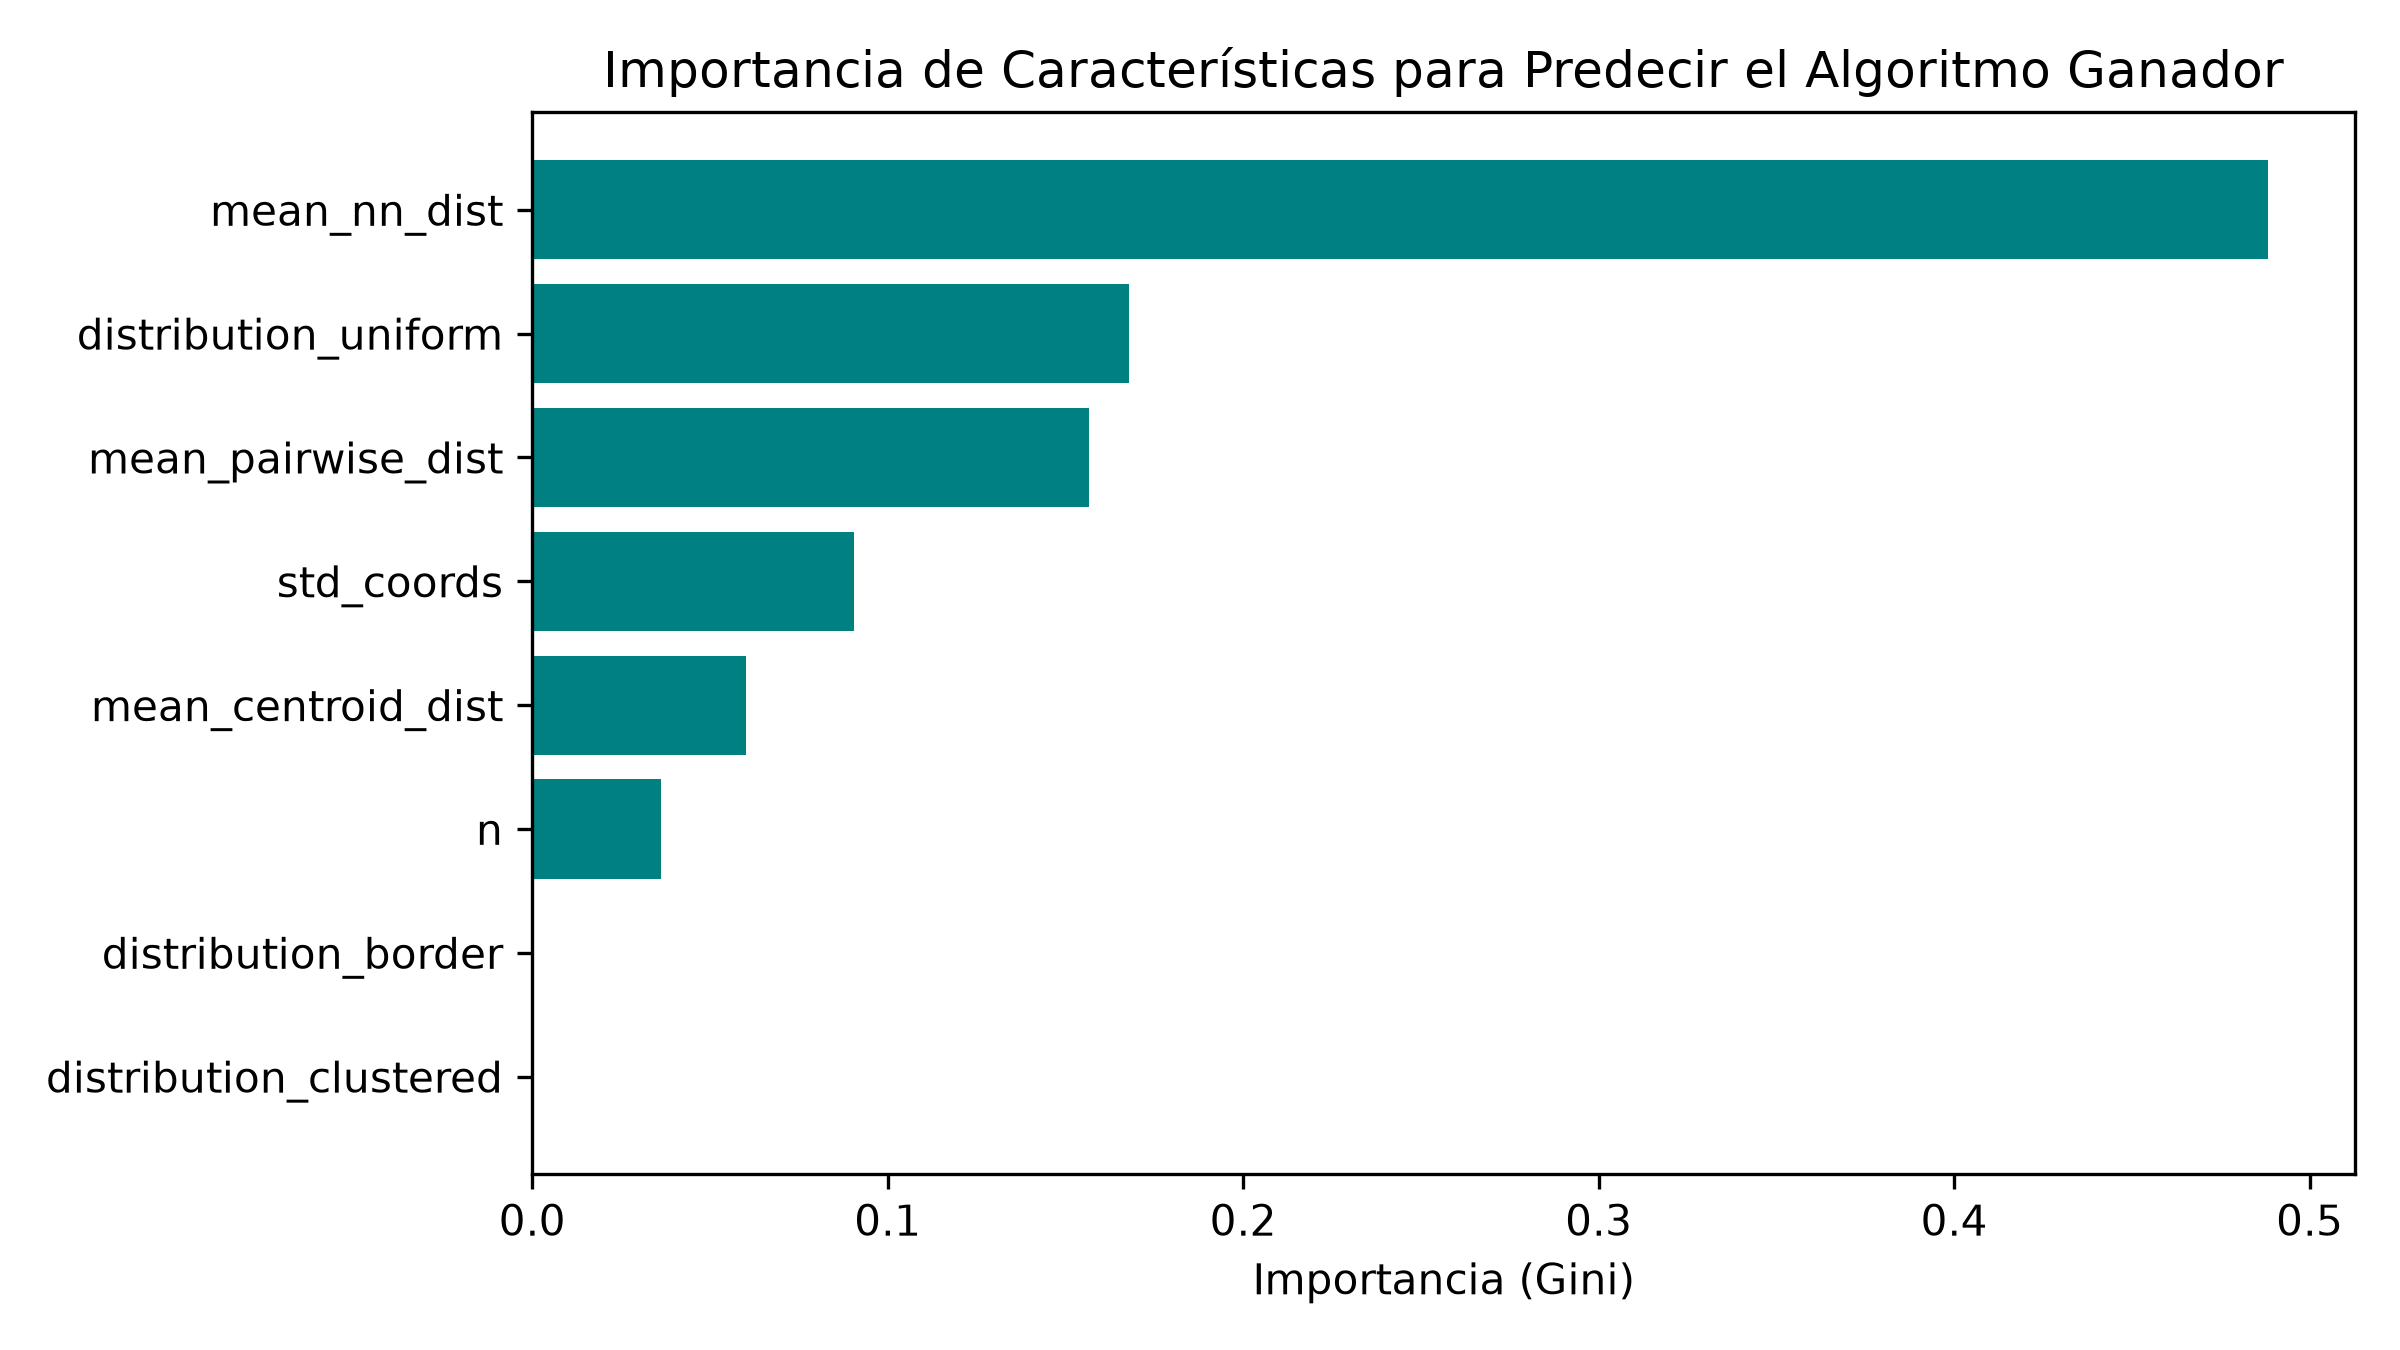 Importancia de Características para Predecir el Algoritmo Ganador
mean_nn_dist
distribution_uniform
mean_pairwise_dist
std_coords
mean_centroid_dist
n
distribution_border
distribution_clustered
0.0 0.1 0.2 0.3 0.4 0.5
Importancia (Gini)